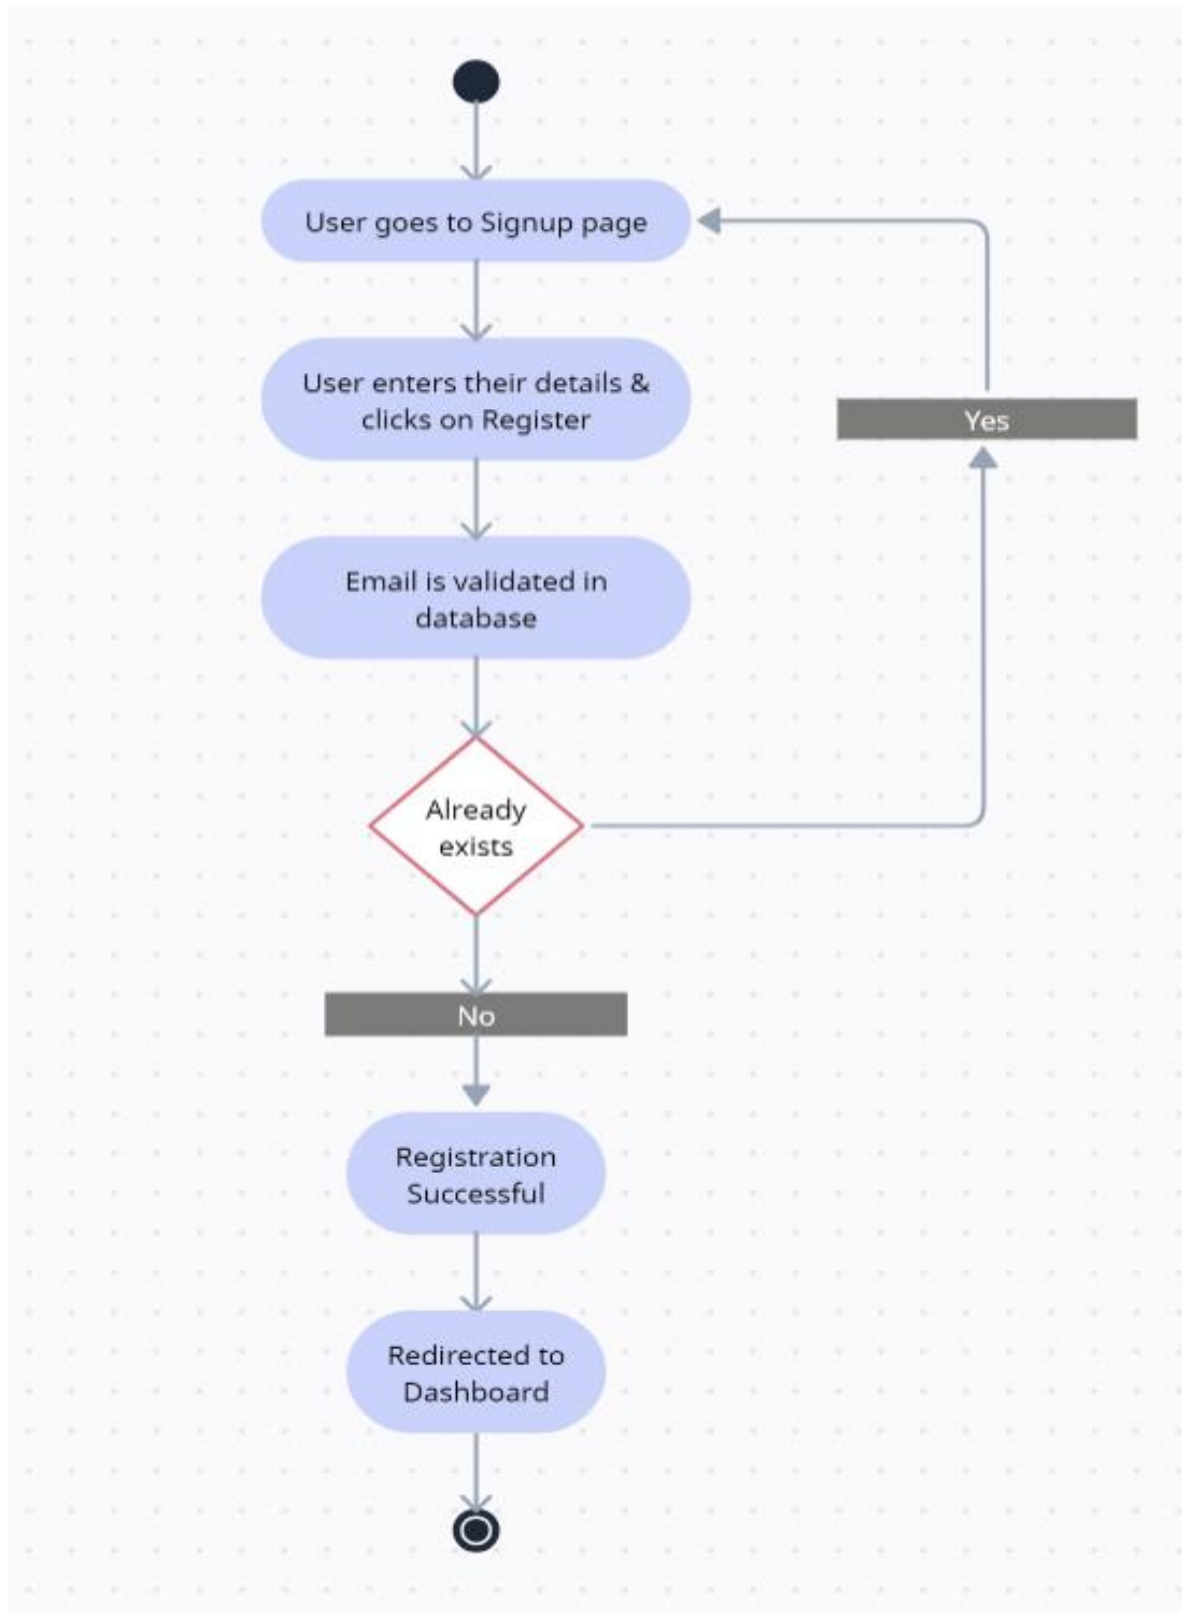 User goes to Signup page
User enters their details &
clicks on Register
Yes
Email is validated in
database
Already
exists
No
Registration
Successful
Redirected to
Dashboard